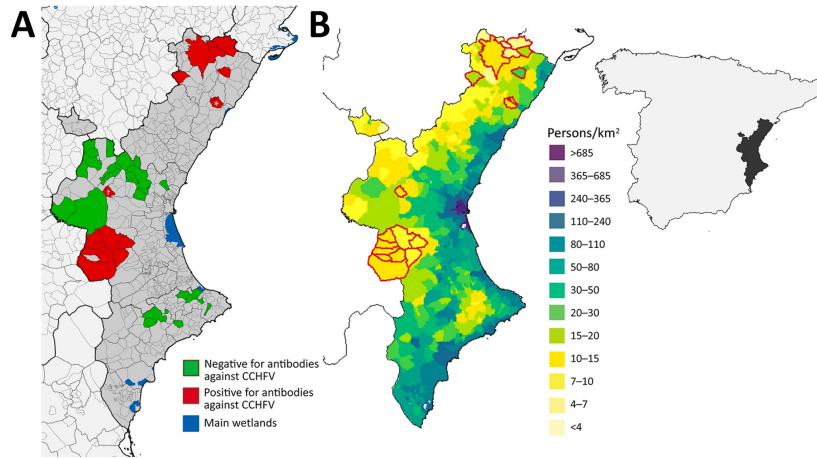 A
B
Negative for antibodies
against CCHFV
Positive for antibodies
against CCHFV
Main wetlands
Persons/km²
>685
365–685
240–365
110–240
80–110
50–80
30–50
20–30
15–20
10–15
7–10
4–7
<4